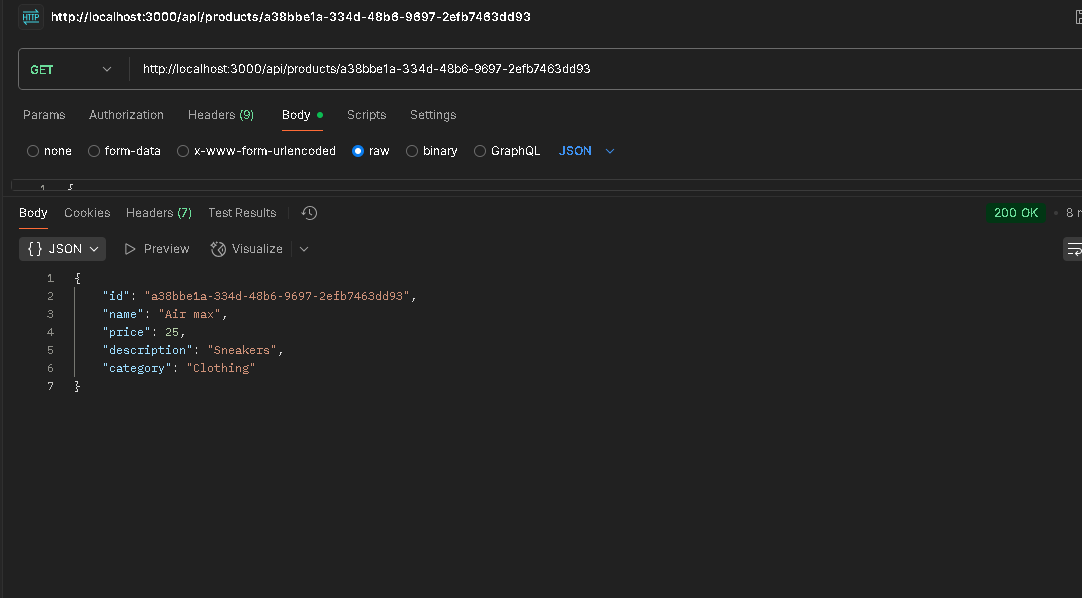 HTTP http://localhost:3000/api/products/a38bbe1a-334d-48b6-9697-2efb7463dd93
GET http://localhost:3000/api/products/a38bbe1a-334d-48b6-9697-2efb7463dd93
Params Authorization Headers (9) Body Scripts Settings
none form-data x-www-form-urlencoded raw binary GraphQL JSON
1 {
Body Cookies Headers (7) Test Results 200 OK • 8
{} JSON Preview Visualize
1 {
2 "id": "a38bbe1a-334d-48b6-9697-2efb7463dd93",
3 "name": "Air max",
4 "price": 25,
5 "description": "Sneakers",
6 "category": "Clothing"
7 }